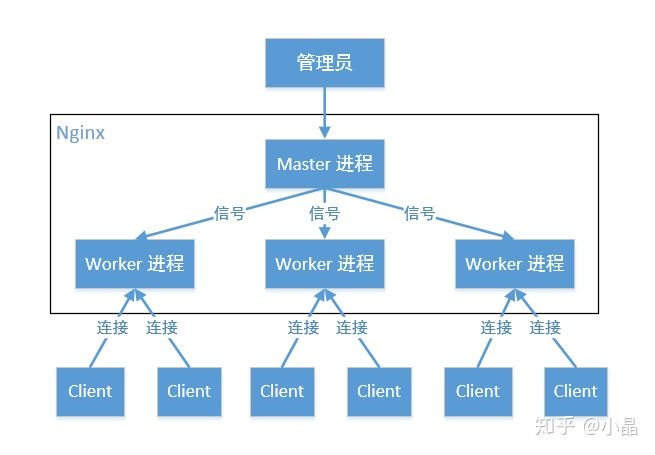 管理员
Nginx
Master 进程
信号 信号 信号
Worker 进程 Worker 进程 Worker 进程
连接 连接 连接 连接 连接 连接
Client Client Client Client Client Client
知乎 @小晶